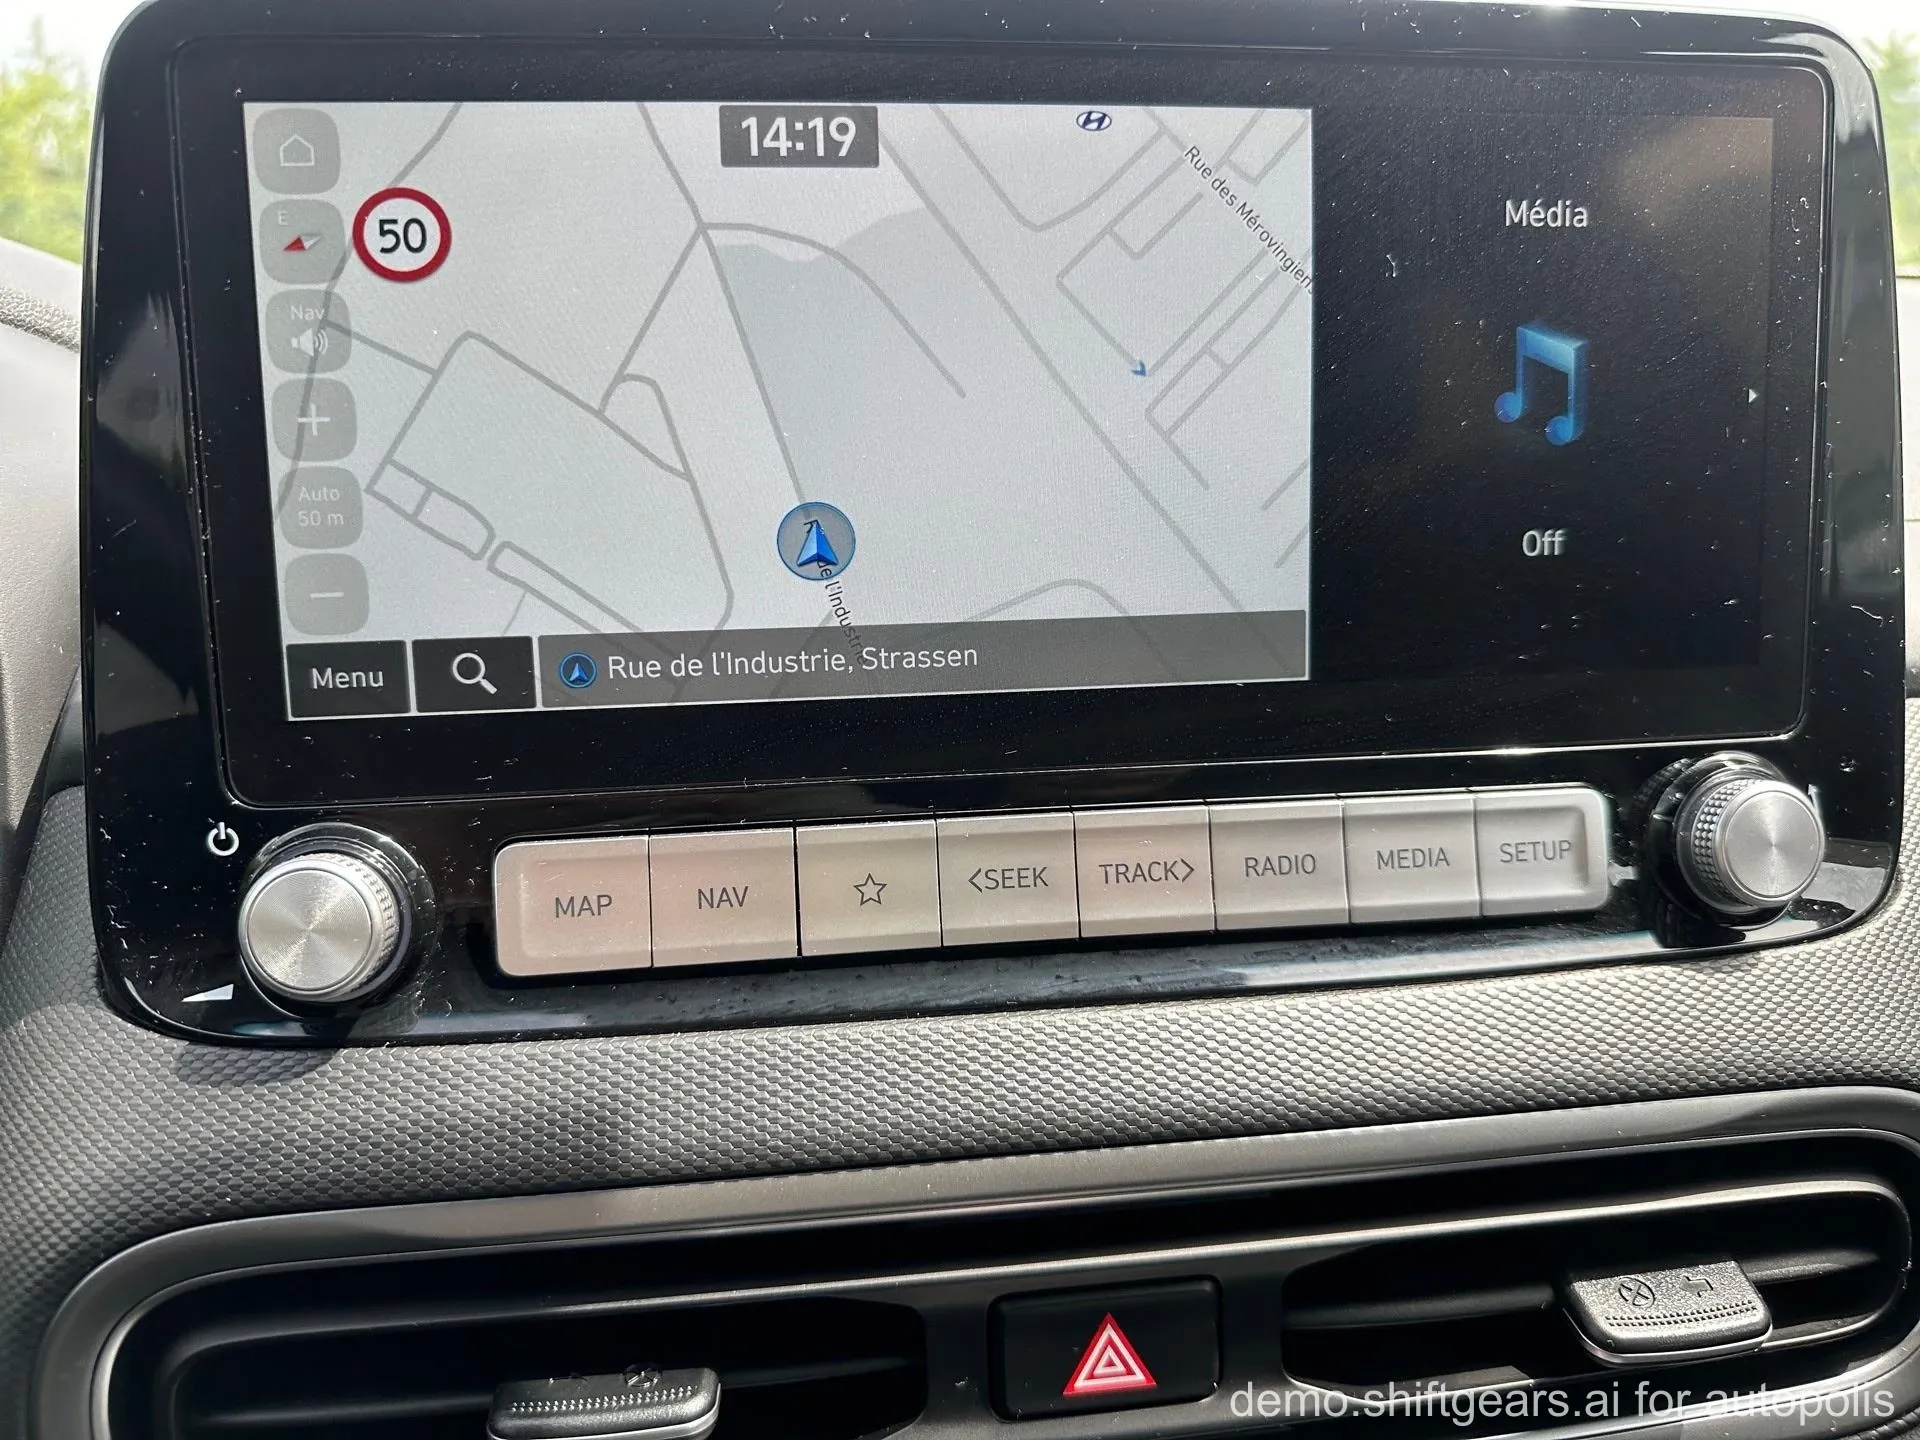 14:19
E
50
Nav
Auto
50 m
Rue des Mérovingiens
Rue de l'Industrie
Menu
Rue de l'Industrie, Strassen
Média
Off
MAP
NAV
<SEEK
TRACK>
RADIO
MEDIA
SETUP
demo.shiftgears.ai for autopolis